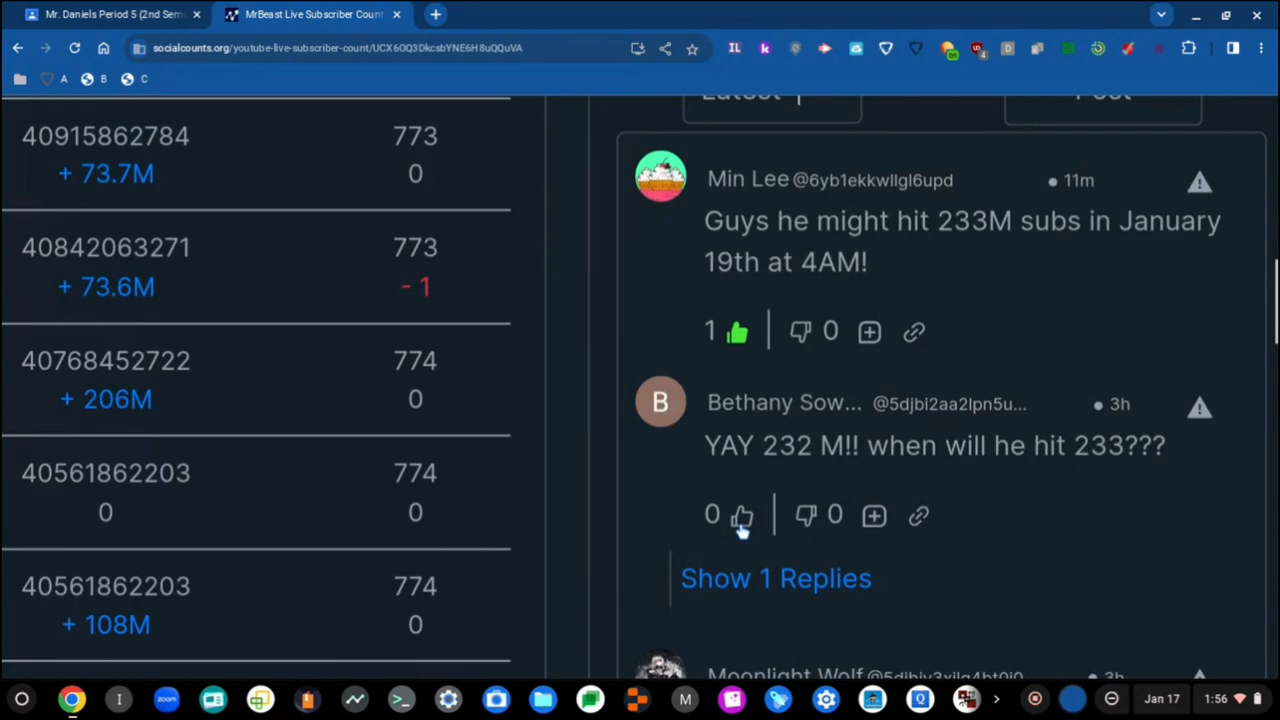 Mr. Daniels Period 5 (2nd Sem
MrBeast Live Subscriber Count
socialcounts.org/youtube-live-subscriber-count/UCX6OQ3DkcsbYNE6H8uQQuVA
A
B
C
40915862784 773
+ 73.7M 0
40842063271 773
+ 73.6M - 1
40768452722 774
+ 206M 0
40561862203 774
0 0
40561862203 774
+ 108M 0
Latest
Post
Min Lee @6yb1ekkwllgl6upd • 11m
Guys he might hit 233M subs in January
19th at 4AM!
1 0
B
Bethany Sow... @5djbi2aa2lpn5u... • 3h
YAY 232 M!! when will he hit 233???
0 0
Show 1 Replies
Moonlight Wolf 3h
zoom
Jan 17
1:56